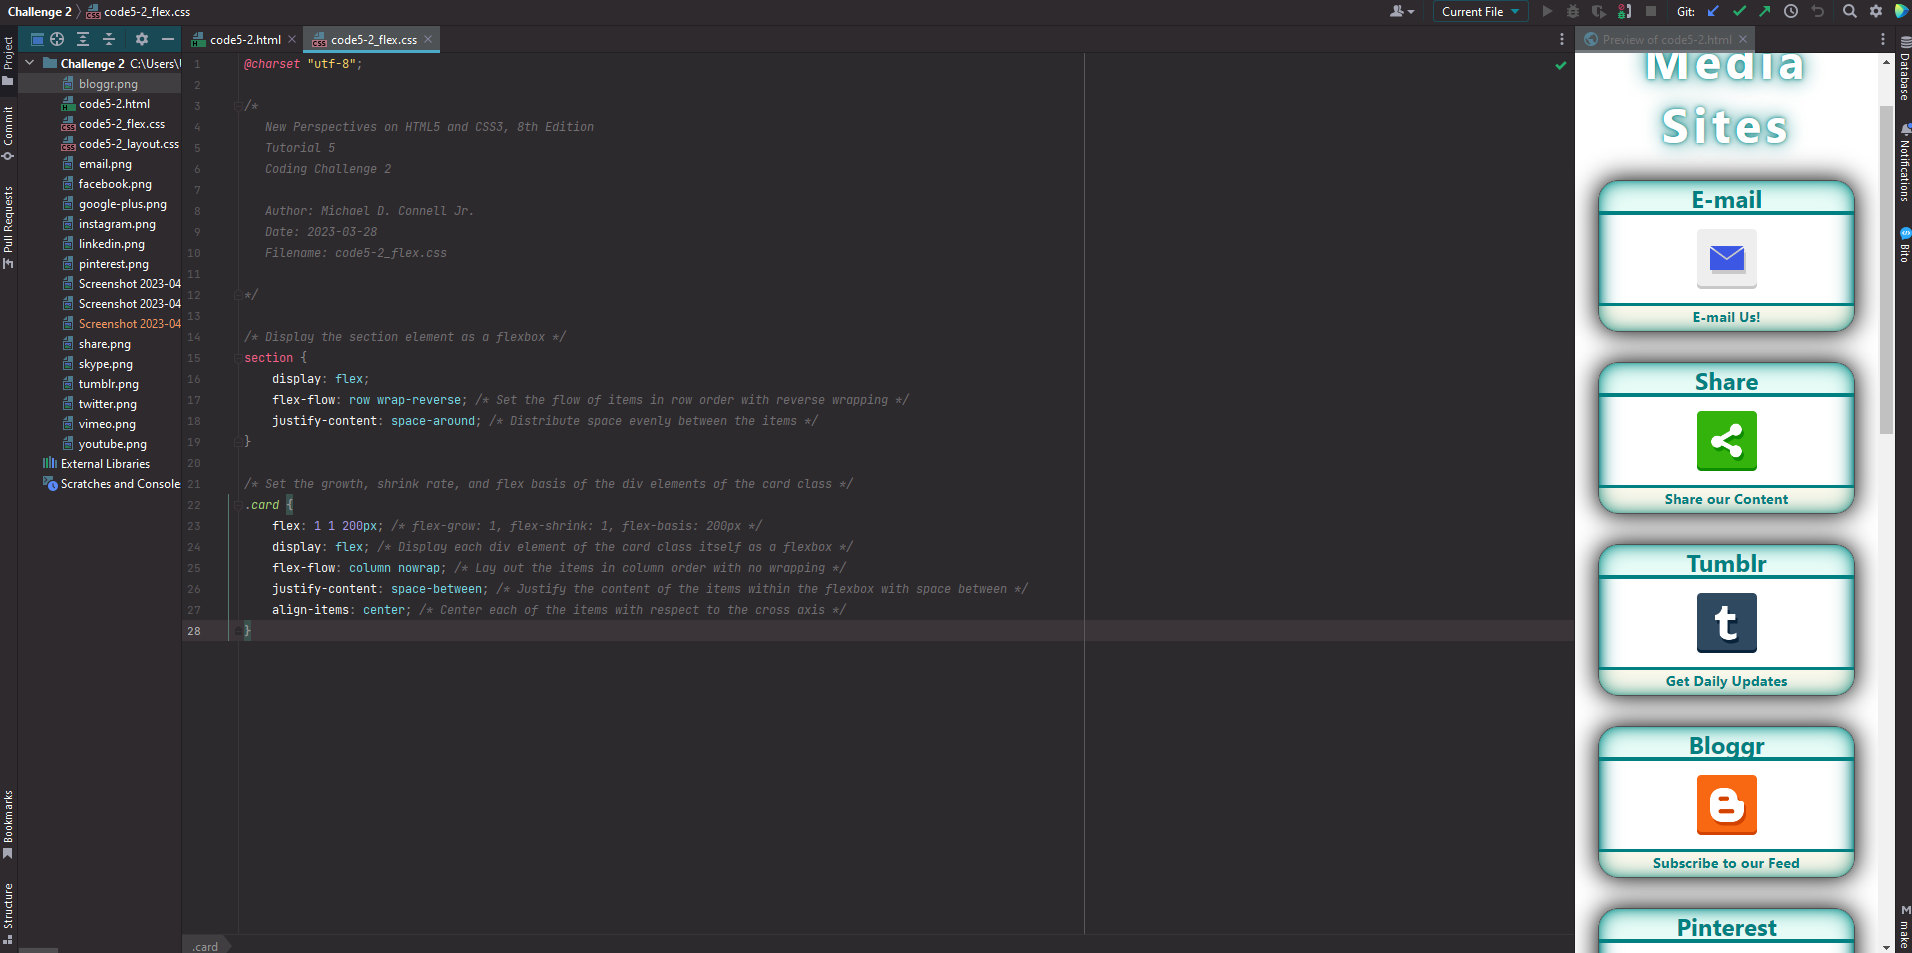 Challenge 2 code5-2_flex.css
Current File
Git:
Project
Commit
Pull Requests
Bookmarks
Structure
Challenge 2 C:\Users\
bloggr.png
code5-2.html
code5-2_flex.css
code5-2_layout.css
email.png
facebook.png
google-plus.png
instagram.png
linkedin.png
pinterest.png
Screenshot 2023-04
Screenshot 2023-04
Screenshot 2023-04
share.png
skype.png
tumblr.png
twitter.png
vimeo.png
youtube.png
External Libraries
Scratches and Console
code5-2.html
code5-2_flex.css
1 @charset "utf-8";
2
3 /*
4 New Perspectives on HTML5 and CSS3, 8th Edition
5 Tutorial 5
6 Coding Challenge 2
7
8 Author: Michael D. Connell Jr.
9 Date: 2023-03-28
10 Filename: code5-2_flex.css
11
12 */
13
14 /* Display the section element as a flexbox */
15 section {
16 display: flex;
17 flex-flow: row wrap-reverse; /* Set the flow of items in row order with reverse wrapping */
18 justify-content: space-around; /* Distribute space evenly between the items */
19 }
20
21 /* Set the growth, shrink rate, and flex basis of the div elements of the card class */
22 .card {
23 flex: 1 1 200px; /* flex-grow: 1, flex-shrink: 1, flex-basis: 200px */
24 display: flex; /* Display each div element of the card class itself as a flexbox */
25 flex-flow: column nowrap; /* Lay out the items in column order with no wrapping */
26 justify-content: space-between; /* Justify the content of the items within the flexbox with space between */
27 align-items: center; /* Center each of the items with respect to the cross axis */
28 }
.card
Preview of code5-2.html
Media
Sites
E-mail
E-mail Us!
Share
Share our Content
Tumblr
t
Get Daily Updates
Bloggr
Subscribe to our Feed
Pinterest
Database
Notifications
Bito
M make